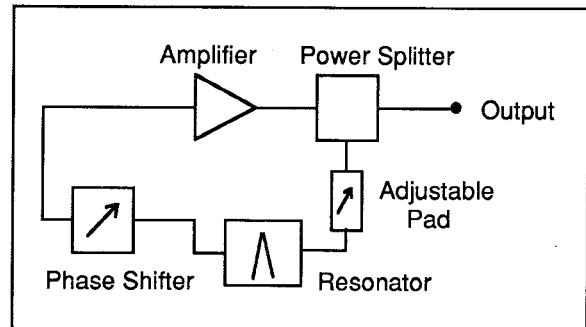 Amplifier
Power Splitter
Output
Adjustable
Pad
Phase Shifter
Resonator